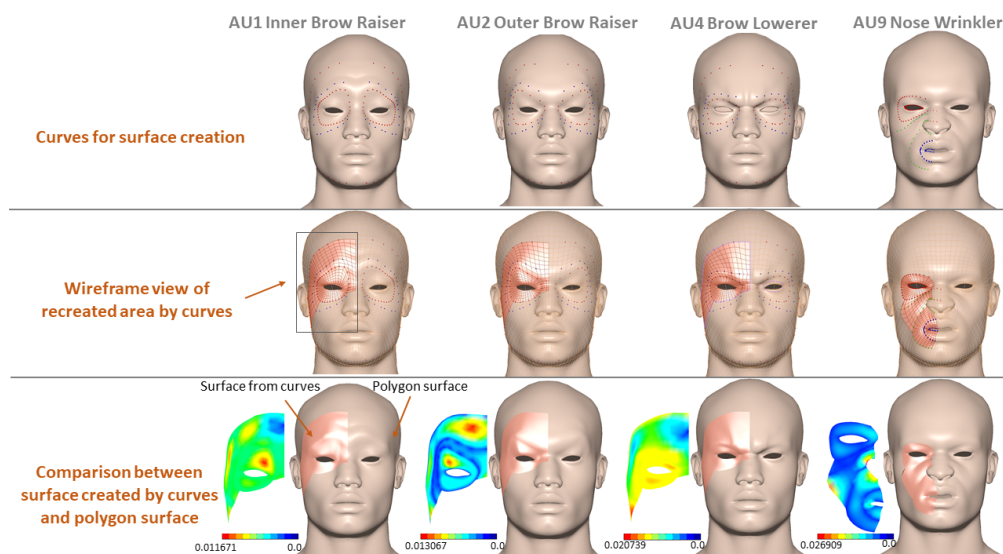 AU1 Inner Brow Raiser
AU2 Outer Brow Raiser
AU4 Brow Lowerer
AU9 Nose Wrinkler
Curves for surface creation
Wireframe view of
recreated area by curves
Surface from curves
Polygon surface
Comparison between
surface created by curves
and polygon surface
0.011671
0.0
0.013067
0.0
0.020739
0.0
0.026909
0.0